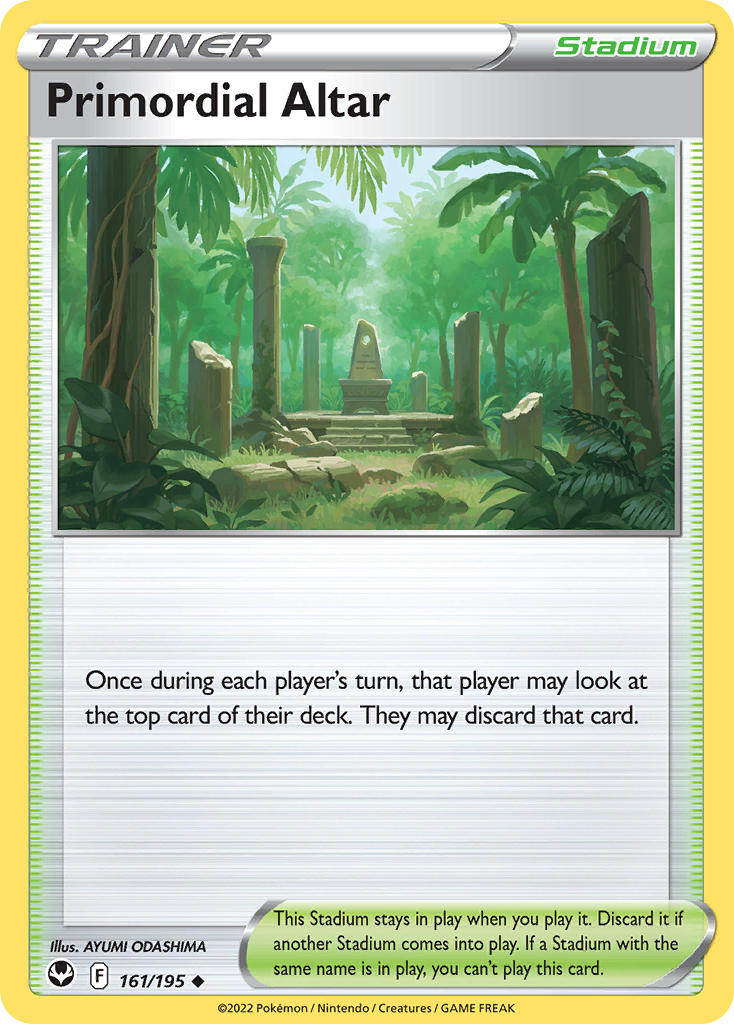 TRAINER
Stadium
Primordial Altar
Once during each player's turn, that player may look at
the top card of their deck. They may discard that card.
Illus. AYUMI ODASHIMA
This Stadium stays in play when you play it. Discard it if
another Stadium comes into play. If a Stadium with the
same name is in play, you can't play this card.
F
161/195 ◆
©2022 Pokémon / Nintendo / Creatures / GAME FREAK